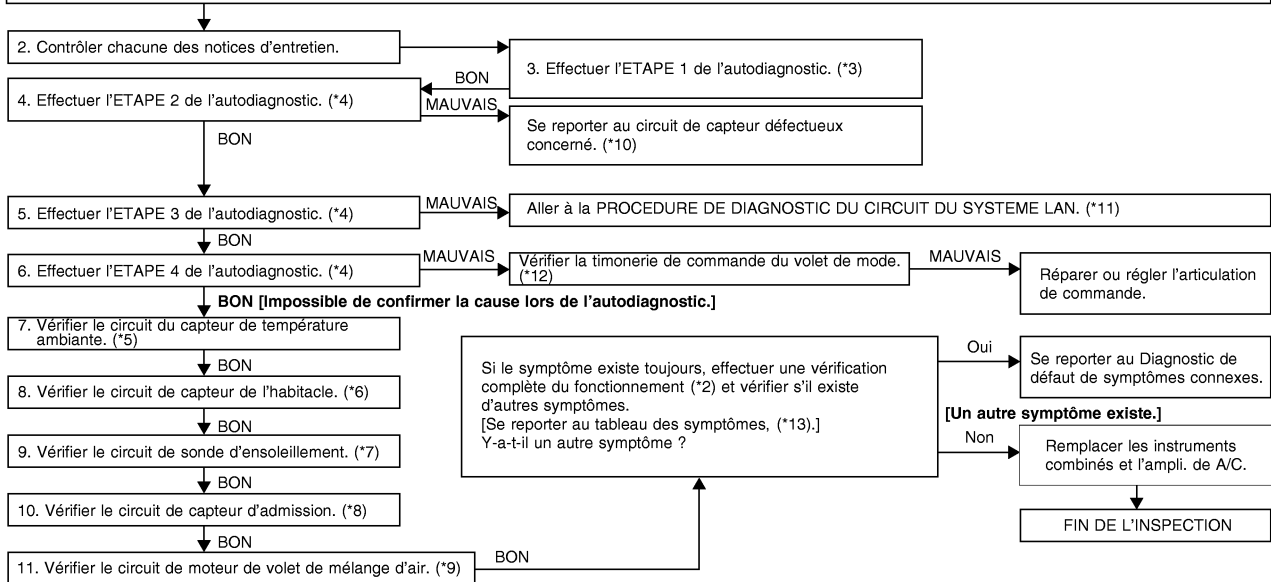 2. Contrôler chacune des notices d'entretien.
3. Effectuer l'ETAPE 1 de l'autodiagnostic. (*3)
BON
4. Effectuer l'ETAPE 2 de l'autodiagnostic. (*4)
MAUVAIS
Se reporter au circuit de capteur défectueux
concerné. (*10)
BON
5. Effectuer l'ETAPE 3 de l'autodiagnostic. (*4)
MAUVAIS
Aller à la PROCEDURE DE DIAGNOSTIC DU CIRCUIT DU SYSTEME LAN. (*11)
BON
6. Effectuer l'ETAPE 4 de l'autodiagnostic. (*4)
MAUVAIS
Vérifier la timonerie de commande du volet de mode.
(*12)
MAUVAIS
Réparer ou régler l'articulation
de commande.
BON [Impossible de confirmer la cause lors de l'autodiagnostic.]
7. Vérifier le circuit du capteur de température
ambiante. (*5)
BON
8. Vérifier le circuit de capteur de l'habitacle. (*6)
BON
9. Vérifier le circuit de sonde d'ensoleillement. (*7)
BON
10. Vérifier le circuit de capteur d'admission. (*8)
BON
11. Vérifier le circuit de moteur de volet de mélange d'air. (*9)
BON
Si le symptôme existe toujours, effectuer une vérification
complète du fonctionnement (*2) et vérifier s'il existe
d'autres symptômes.
[Se reporter au tableau des symptômes, (*13).]
Y-a-t-il un autre symptôme ?
Oui
Se reporter au Diagnostic de
défaut de symptômes connexes.
[Un autre symptôme existe.]
Non
Remplacer les instruments
combinés et l'ampli. de A/C.
FIN DE L'INSPECTION